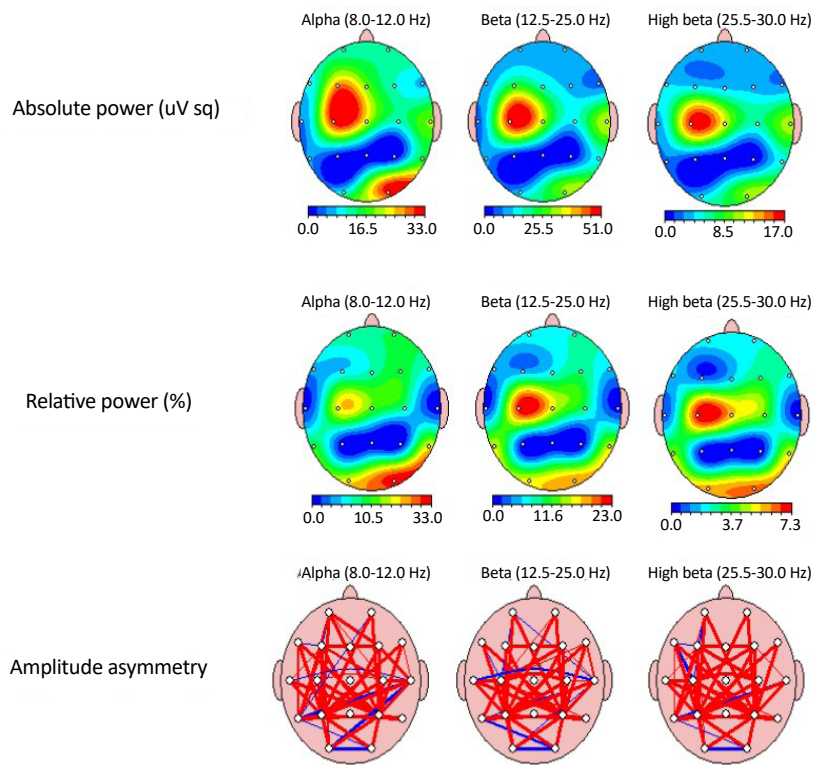 Alpha (8.0-12.0 Hz) Beta (12.5-25.0 Hz) High beta (25.5-30.0 Hz)
Absolute power (uV sq)
0.0 16.5 33.0 0.0 25.5 51.0 0.0 8.5 17.0
Alpha (8.0-12.0 Hz) Beta (12.5-25.0 Hz) High beta (25.5-30.0 Hz)
Relative power (%)
0.0 10.5 33.0 0.0 11.6 23.0 0.0 3.7 7.3
Alpha (8.0-12.0 Hz) Beta (12.5-25.0 Hz) High beta (25.5-30.0 Hz)
Amplitude asymmetry